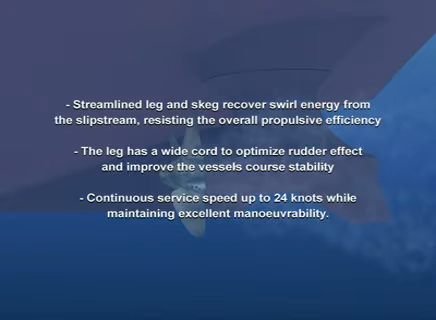 - Streamlined leg and skeg recover swirl energy from
the slipstream, resisting the overall propulsive efficiency
- The leg has a wide cord to optimize rudder effect
and improve the vessels course stability
- Continuous service speed up to 24 knots while
maintaining excellent manoeuvrability.